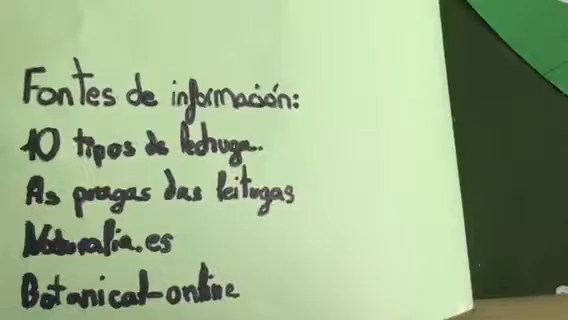 Fontes de información:
10 tipos de lechuga.
As pragas das leitugas
Naturalia.es
Botanical-online